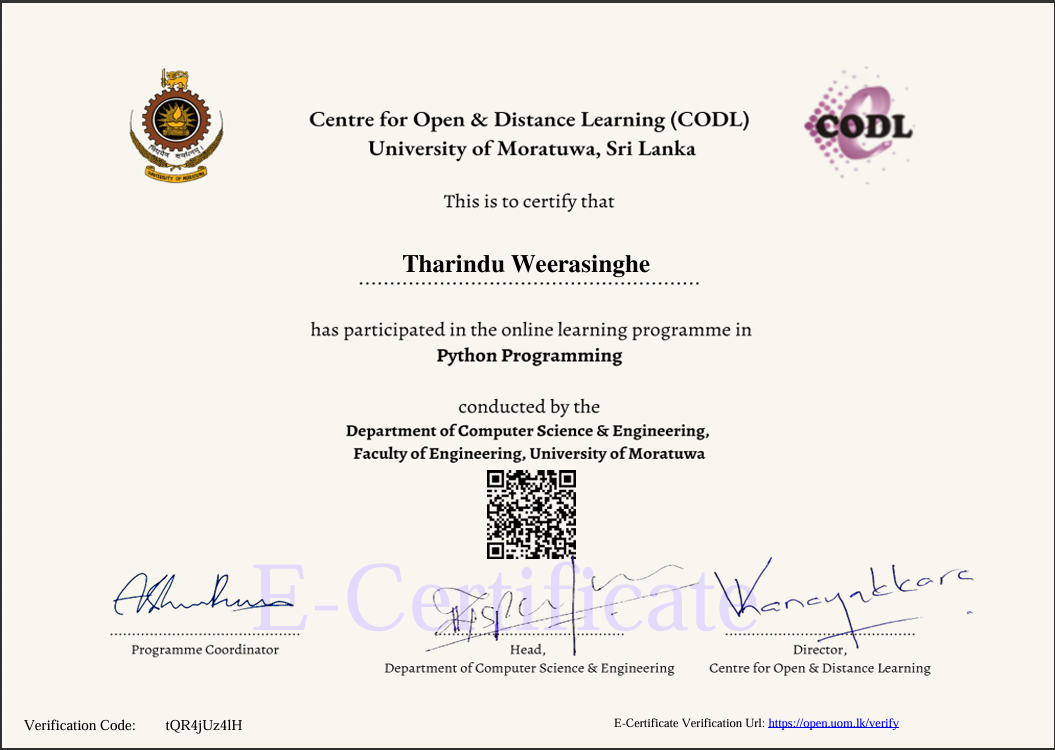 Centre for Open & Distance Learning (CODL)
University of Moratuwa, Sri Lanka
CODL
UNIVERSITY OF MORATUWA
This is to certify that
Tharindu Weerasinghe
has participated in the online learning programme in
Python Programming
conducted by the
Department of Computer Science & Engineering,
Faculty of Engineering, University of Moratuwa
E-Certificate
Programme Coordinator
Head,
Department of Computer Science & Engineering
Director,
Centre for Open & Distance Learning
Verification Code: tQR4jUz4lH
E-Certificate Verification Url: https://open.uom.lk/verify